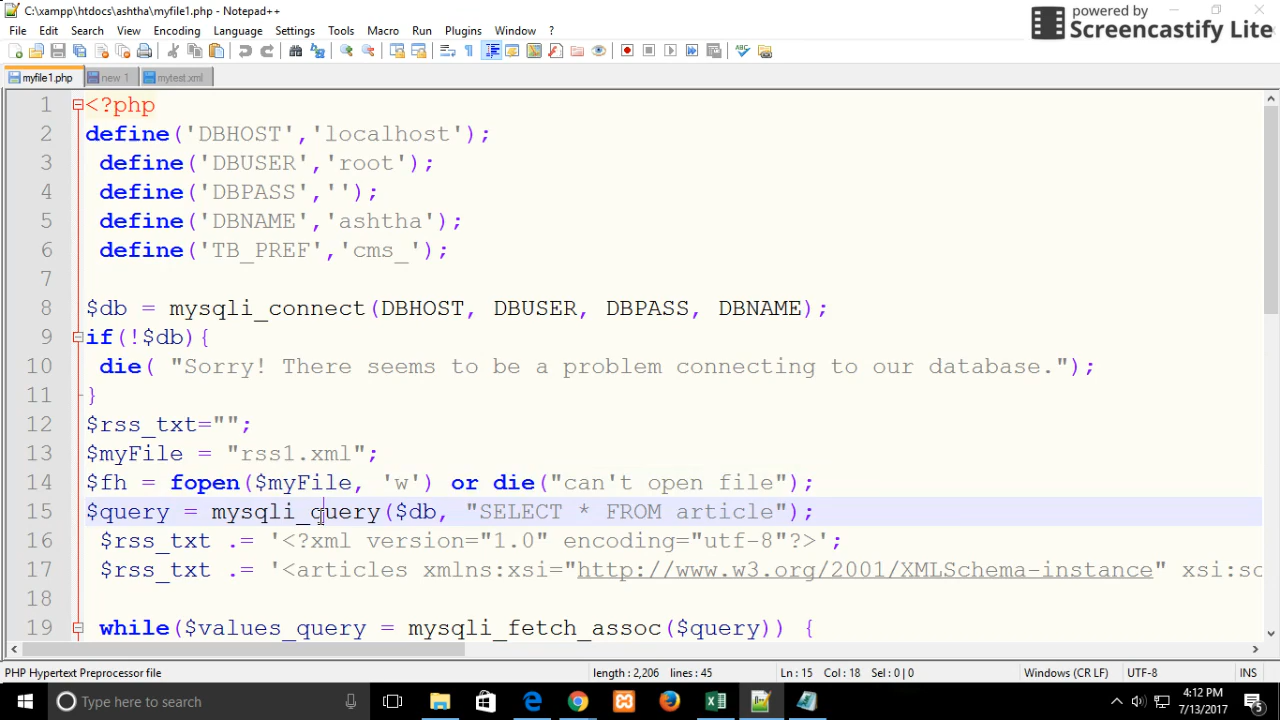 C:\xampp\htdocs\ashtha\myfile1.php - Notepad++
powered by
Screencastify Lite
File Edit Search View Encoding Language Settings Tools Macro Run Plugins Window ?
myfile1.php new 1 mytest.xml
1 <?php
2 define('DBHOST','localhost');
3 define('DBUSER','root');
4 define('DBPASS','');
5 define('DBNAME','ashtha');
6 define('TB_PREF','cms_');
7
8 $db = mysqli_connect(DBHOST, DBUSER, DBPASS, DBNAME);
9 if(!$db){
10 die( "Sorry! There seems to be a problem connecting to our database.");
11 }
12 $rss_txt="";
13 $myFile = "rss1.xml";
14 $fh = fopen($myFile, 'w') or die("can't open file");
15 $query = mysqli_query($db, "SELECT * FROM article");
16 $rss_txt .= '<?xml version="1.0" encoding="utf-8"?>';
17 $rss_txt .= '<articles xmlns:xsi="http://www.w3.org/2001/XMLSchema-instance" xsi:sc
18
19 while($values_query = mysqli_fetch_assoc($query)) {
PHP Hypertext Preprocessor file length : 2,206 lines : 45 Ln : 15 Col : 18 Sel : 0 | 0 Windows (CR LF) UTF-8 INS
Type here to search
4:12 PM
7/13/2017
5